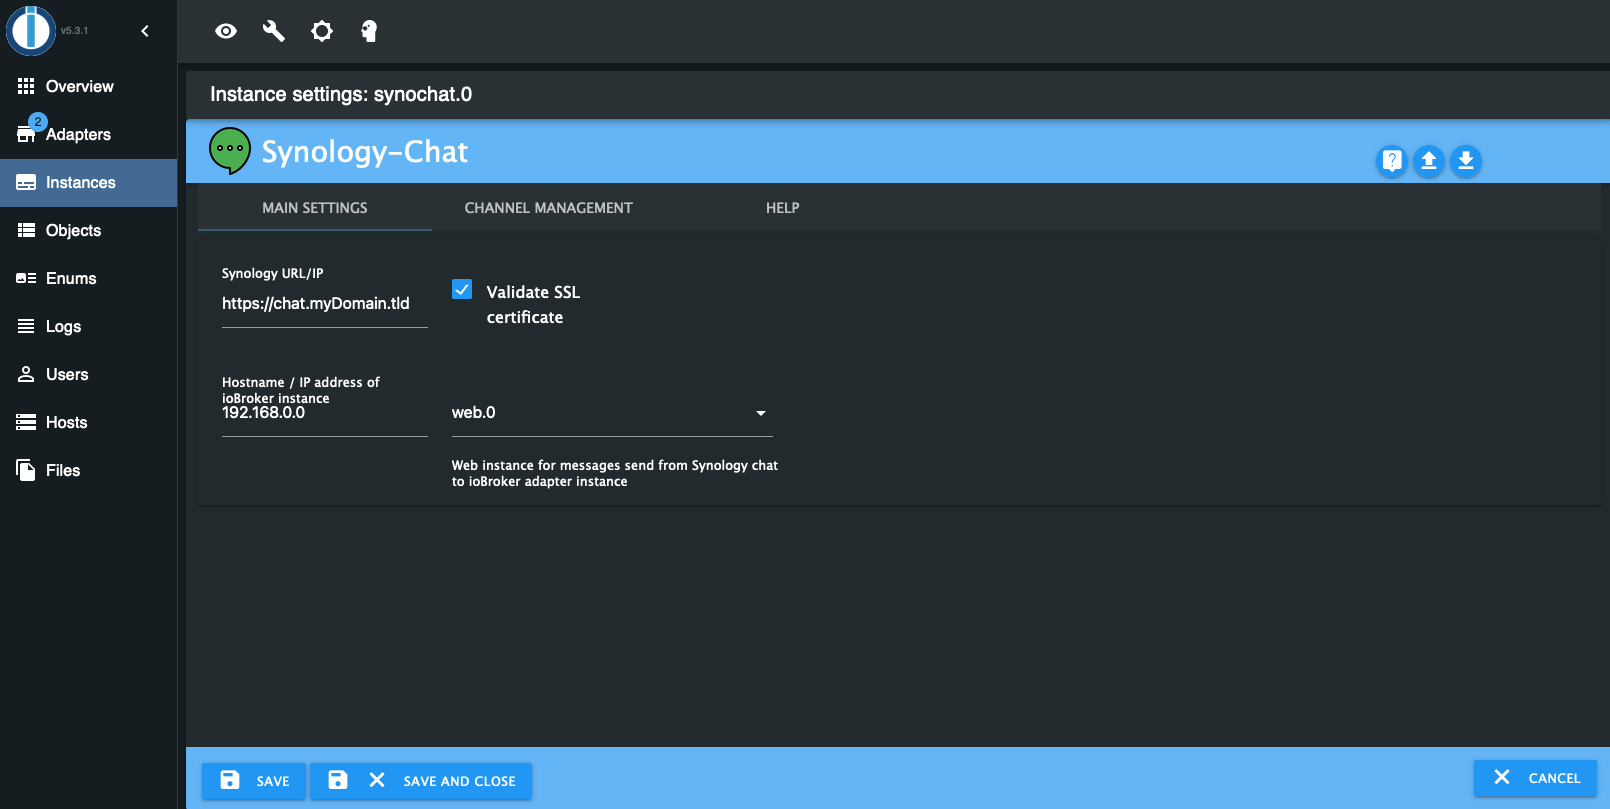 v5.3.1
Overview
2
Adapters
Instances
Objects
Enums
Logs
Users
Hosts
Files
Instance settings: synochat.0
Synology-Chat
?
MAIN SETTINGS
CHANNEL MANAGEMENT
HELP
Synology URL/IP
https://chat.myDomain.tld
Validate SSL
certificate
Hostname / IP address of
ioBroker instance
192.168.0.0
web.0
Web instance for messages send from Synology chat
to ioBroker adapter instance
SAVE
SAVE AND CLOSE
CANCEL